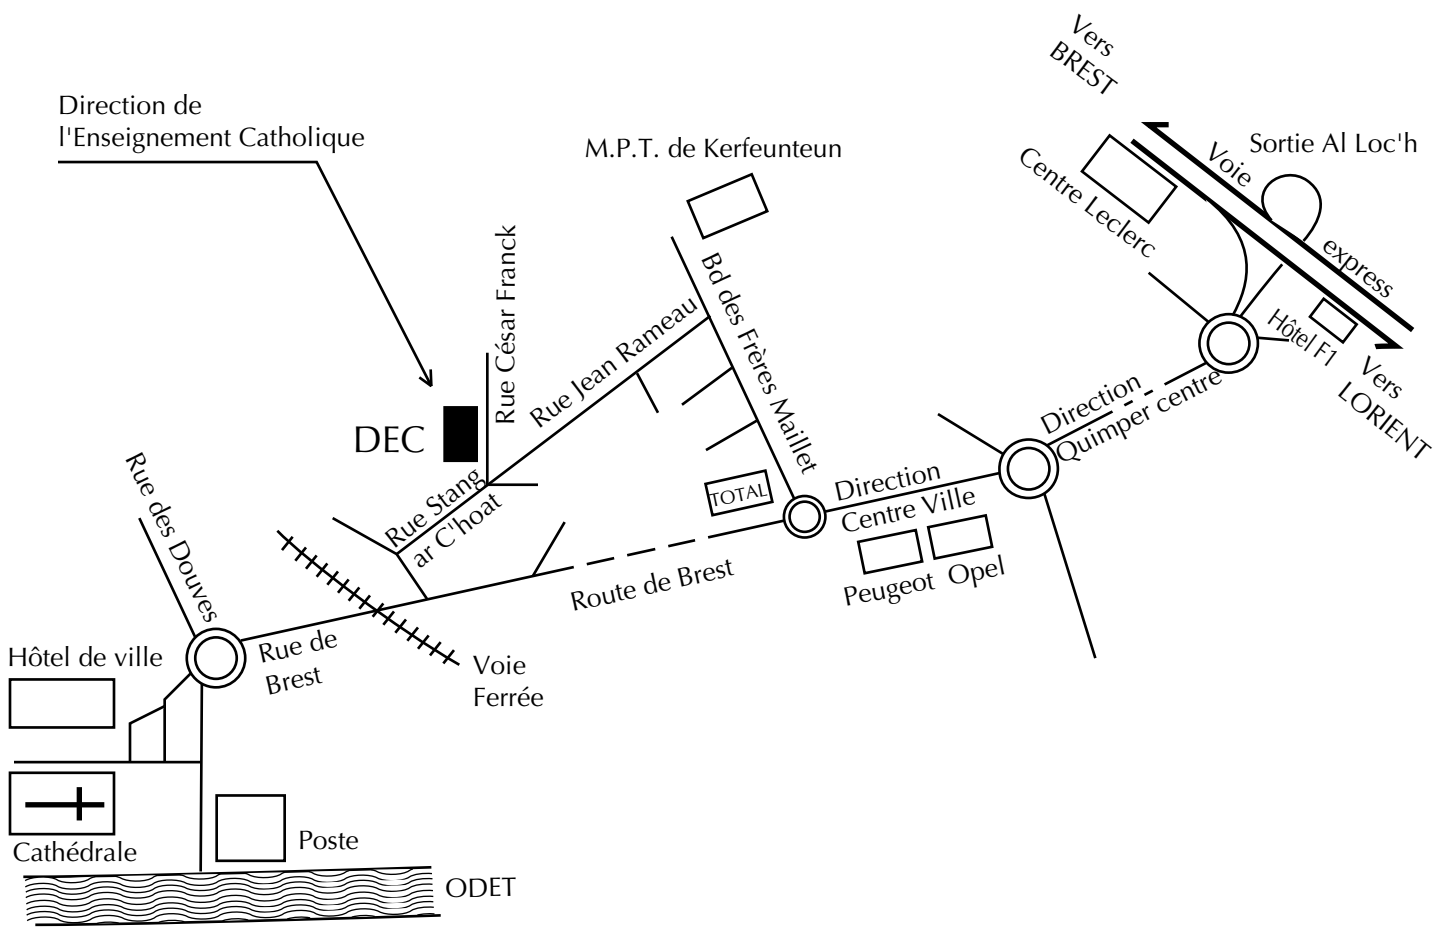 Vers
BREST
Direction de
l'Enseignement Catholique
M.P.T. de Kerfeunteun
Sortie Al Loc'h
Voie
express
Centre Leclerc
Hôtel F1
Vers
LORIENT
Rue César Franck
Rue Jean Rameau
Bd des Frères Maillet
DEC
Direction
Quimper centre
Rue Stang
ar C'hoat
TOTAL
Direction
Centre Ville
Peugeot
Opel
Route de Brest
Rue des Douves
Rue de
Brest
Voie
Ferrée
Hôtel de ville
Cathédrale
Poste
ODET